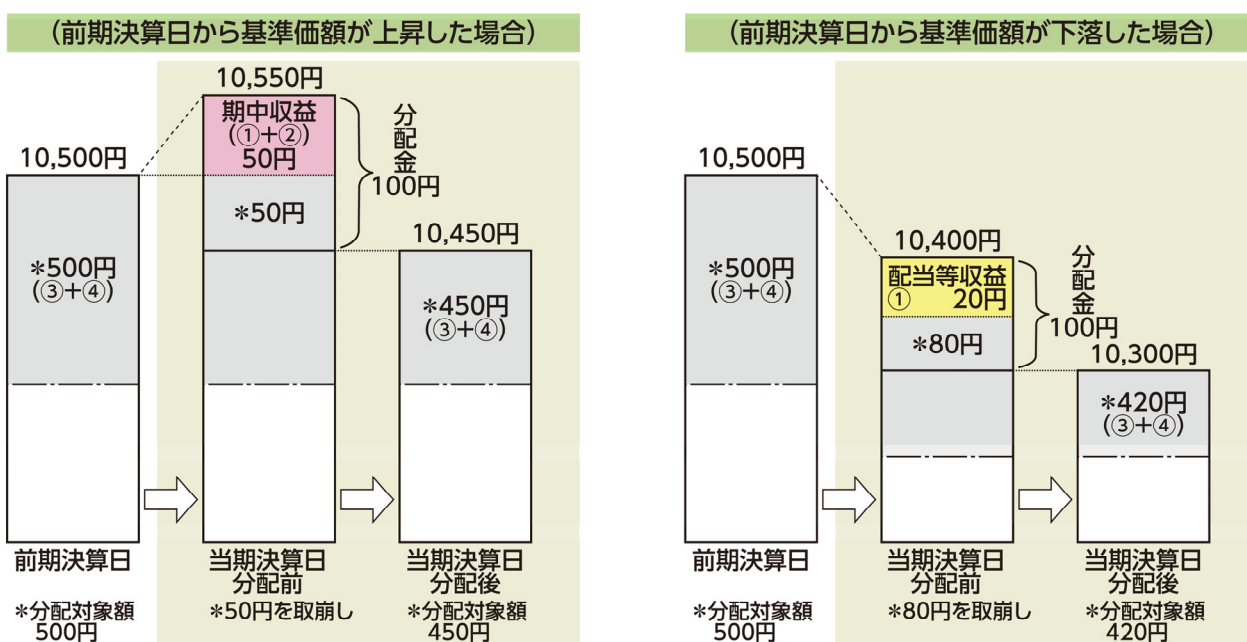 (前期決算日から基準価額が上昇した場合)
10,550円
期中収益
(①+②)
50円
分配金
100円
10,500円
*50円
10,450円
*500円
(③+④)
*450円
(③+④)
前期決算日
当期決算日
分配前
当期決算日
分配後
*分配対象額
500円
*50円を取崩し
*分配対象額
450円
(前期決算日から基準価額が下落した場合)
10,500円
10,400円
配当等収益
① 20円
分配金
100円
*500円
(③+④)
*80円
10,300円
*420円
(③+④)
前期決算日
当期決算日
分配前
当期決算日
分配後
*分配対象額
500円
*80円を取崩し
*分配対象額
420円